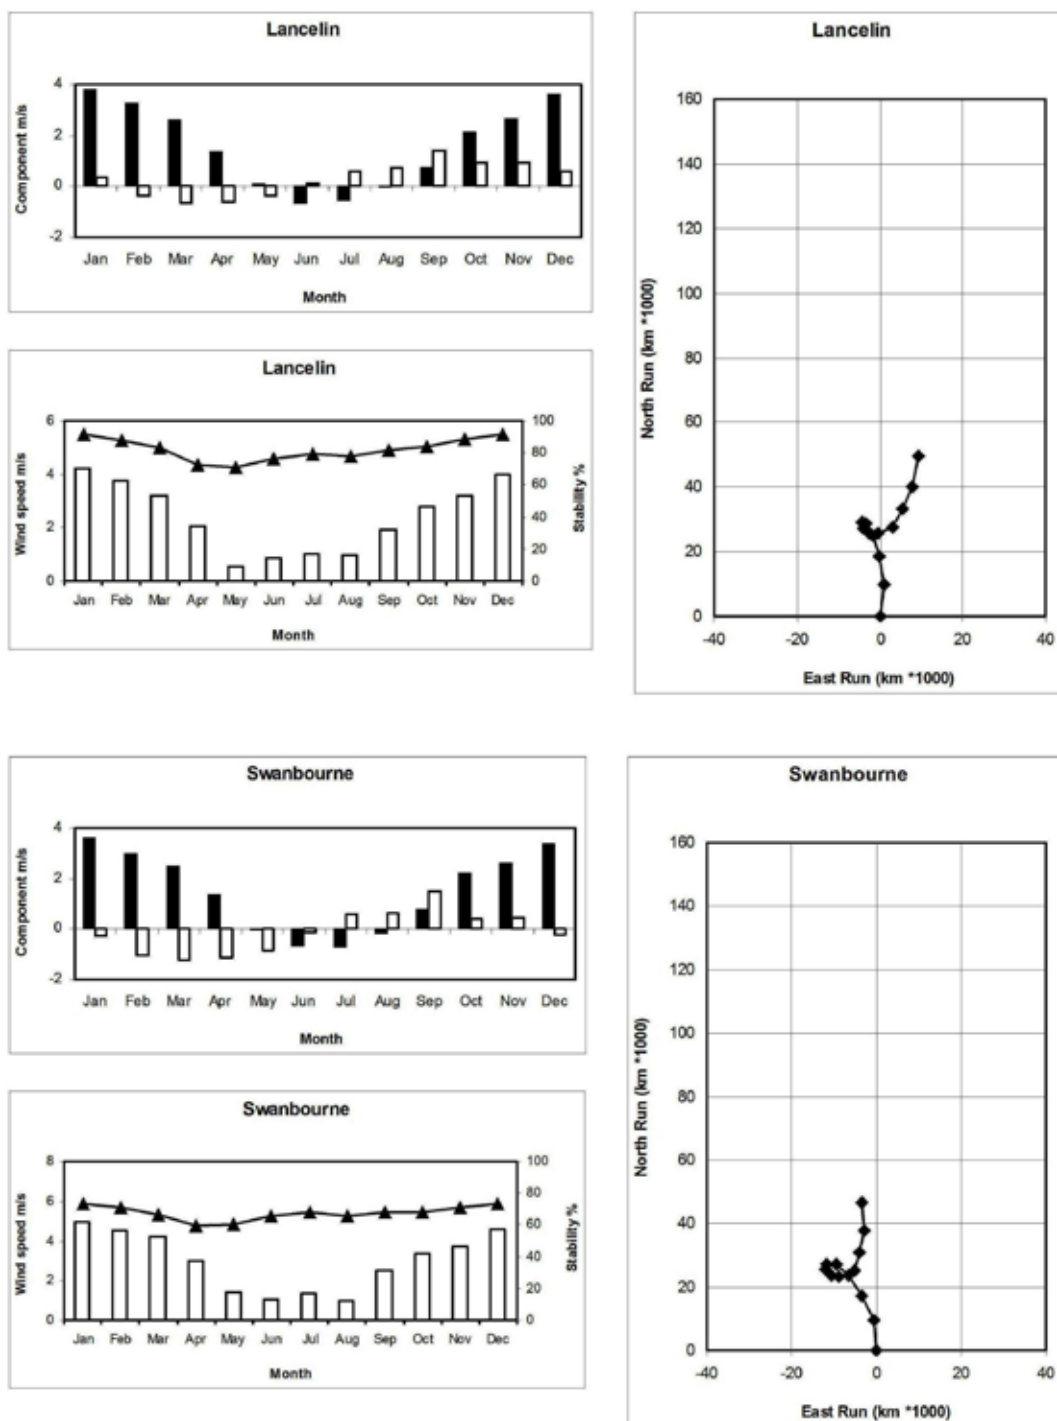 Lancelin
Component m/s
4
2
0
-2
Jan Feb Mar Apr May Jun Jul Aug Sep Oct Nov Dec
Month
Lancelin
Wind speed m/s
6
4
2
0
100
80
60
40
20
0
Stability %
Jan Feb Mar Apr May Jun Jul Aug Sep Oct Nov Dec
Month
Lancelin
North Run (km *1000)
160
140
120
100
80
60
40
20
0
-40 -20 0 20 40
East Run (km *1000)
Swanbourne
Component m/s
4
2
0
-2
Jan Feb Mar Apr May Jun Jul Aug Sep Oct Nov Dec
Month
Swanbourne
Wind speed m/s
8
6
4
2
0
100
80
60
40
20
0
Stability %
Jan Feb Mar Apr May Jun Jul Aug Sep Oct Nov Dec
Month
Swanbourne
North Run (km *1000)
160
140
120
100
80
60
40
20
0
-40 -20 0 20 40
East Run (km *1000)